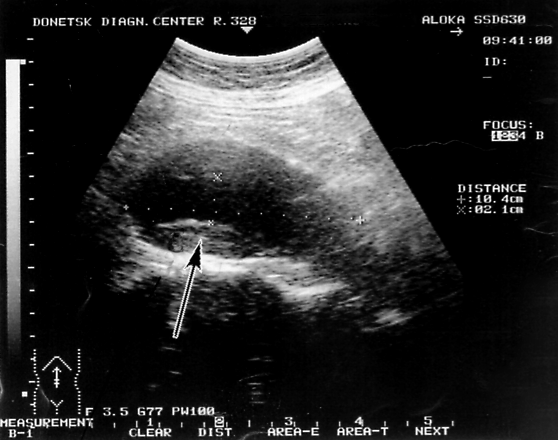 DONETSK DIAGN.CENTER R.328
ALOKA SSD630
09:41:00
ID:
FOCUS:
1234 B
DISTANCE
+:10.4cm
×:02.1cm
F 3.5 G77 PW100
MEASUREMENT 1 2 3 4 5
B-1 CLEAR DIST AREA-E AREA-T NEXT